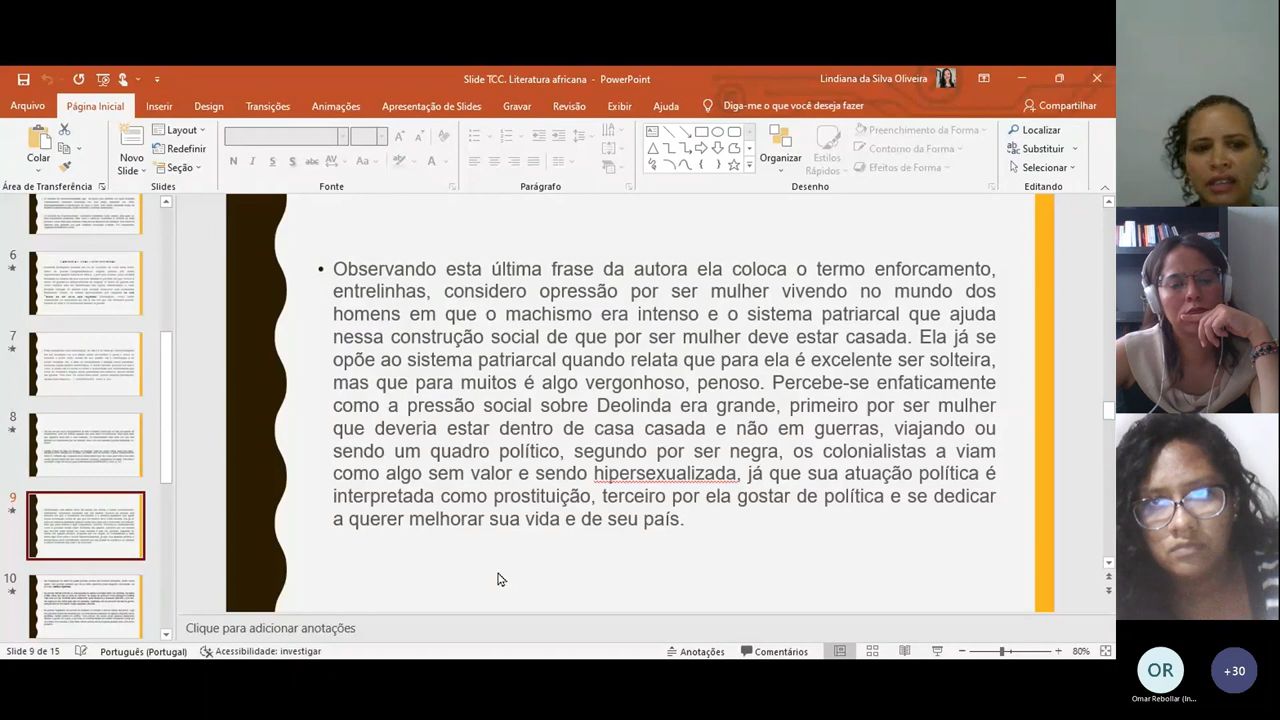 Slide TCC. Literatura africana - PowerPoint
Lindiana da Silva Oliveira
Arquivo
Página Inicial
Inserir
Design
Transições
Animações
Apresentação de Slides
Gravar
Revisão
Exibir
Ajuda
Diga-me o que você deseja fazer
Compartilhar
Colar
Novo
Slide
Layout
Redefinir
Seção
N I S S abc AV Aa A
Organizar
Estilos
Rápidos
Preenchimento da Forma
Contorno da Forma
Efeitos de Forma
Localizar
Substituir
Selecionar
Área de Transferência
Slides
Fonte
Parágrafo
Desenho
Editando
6
7
8
9
10
• Observando esta última frase da autora ela coloca o termo enforcamento,
entrelinhas, considero opressão por ser mulher vivendo no mundo dos
homens em que o machismo era intenso e o sistema patriarcal que ajuda
nessa construção social de que por ser mulher deve estar casada. Ela já se
opõe ao sistema patriarcal quando relata que para ela é excelente ser solteira,
mas que para muitos é algo vergonhoso, penoso. Percebe-se enfaticamente
como a pressão social sobre Deolinda era grande, primeiro por ser mulher
que deveria estar dentro de casa casada e não em guerras, viajando ou
sendo um quadro político, segundo por ser negra, os colonialistas a viam
como algo sem valor e sendo hipersexualizada, já que sua atuação política é
interpretada como prostituição, terceiro por ela gostar de política e se dedicar
a querer melhorar sua vida e de seu país.
Clique para adicionar anotações
Slide 9 de 15
Português (Portugal)
Acessibilidade: investigar
Anotações
Comentários
80%
OR
+30
Omar Rebollar (In...